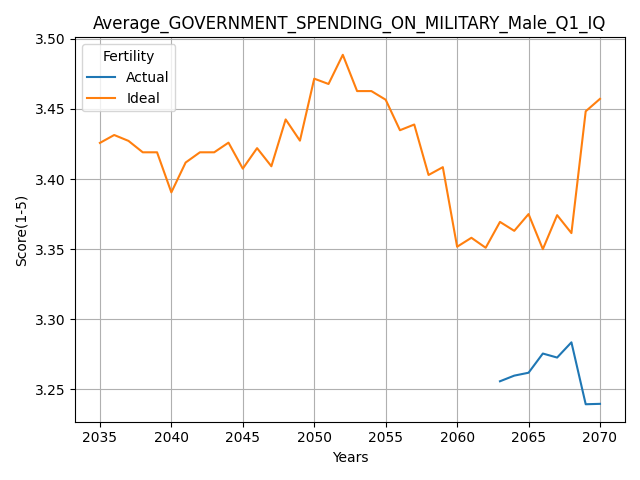 Average_GOVERNMENT_SPENDING_ON_MILITARY_Male_Q1_IQ
Fertility
Actual
Ideal
Score(1-5)
3.50
3.45
3.40
3.35
3.30
3.25
2035 2040 2045 2050 2055 2060 2065 2070
Years